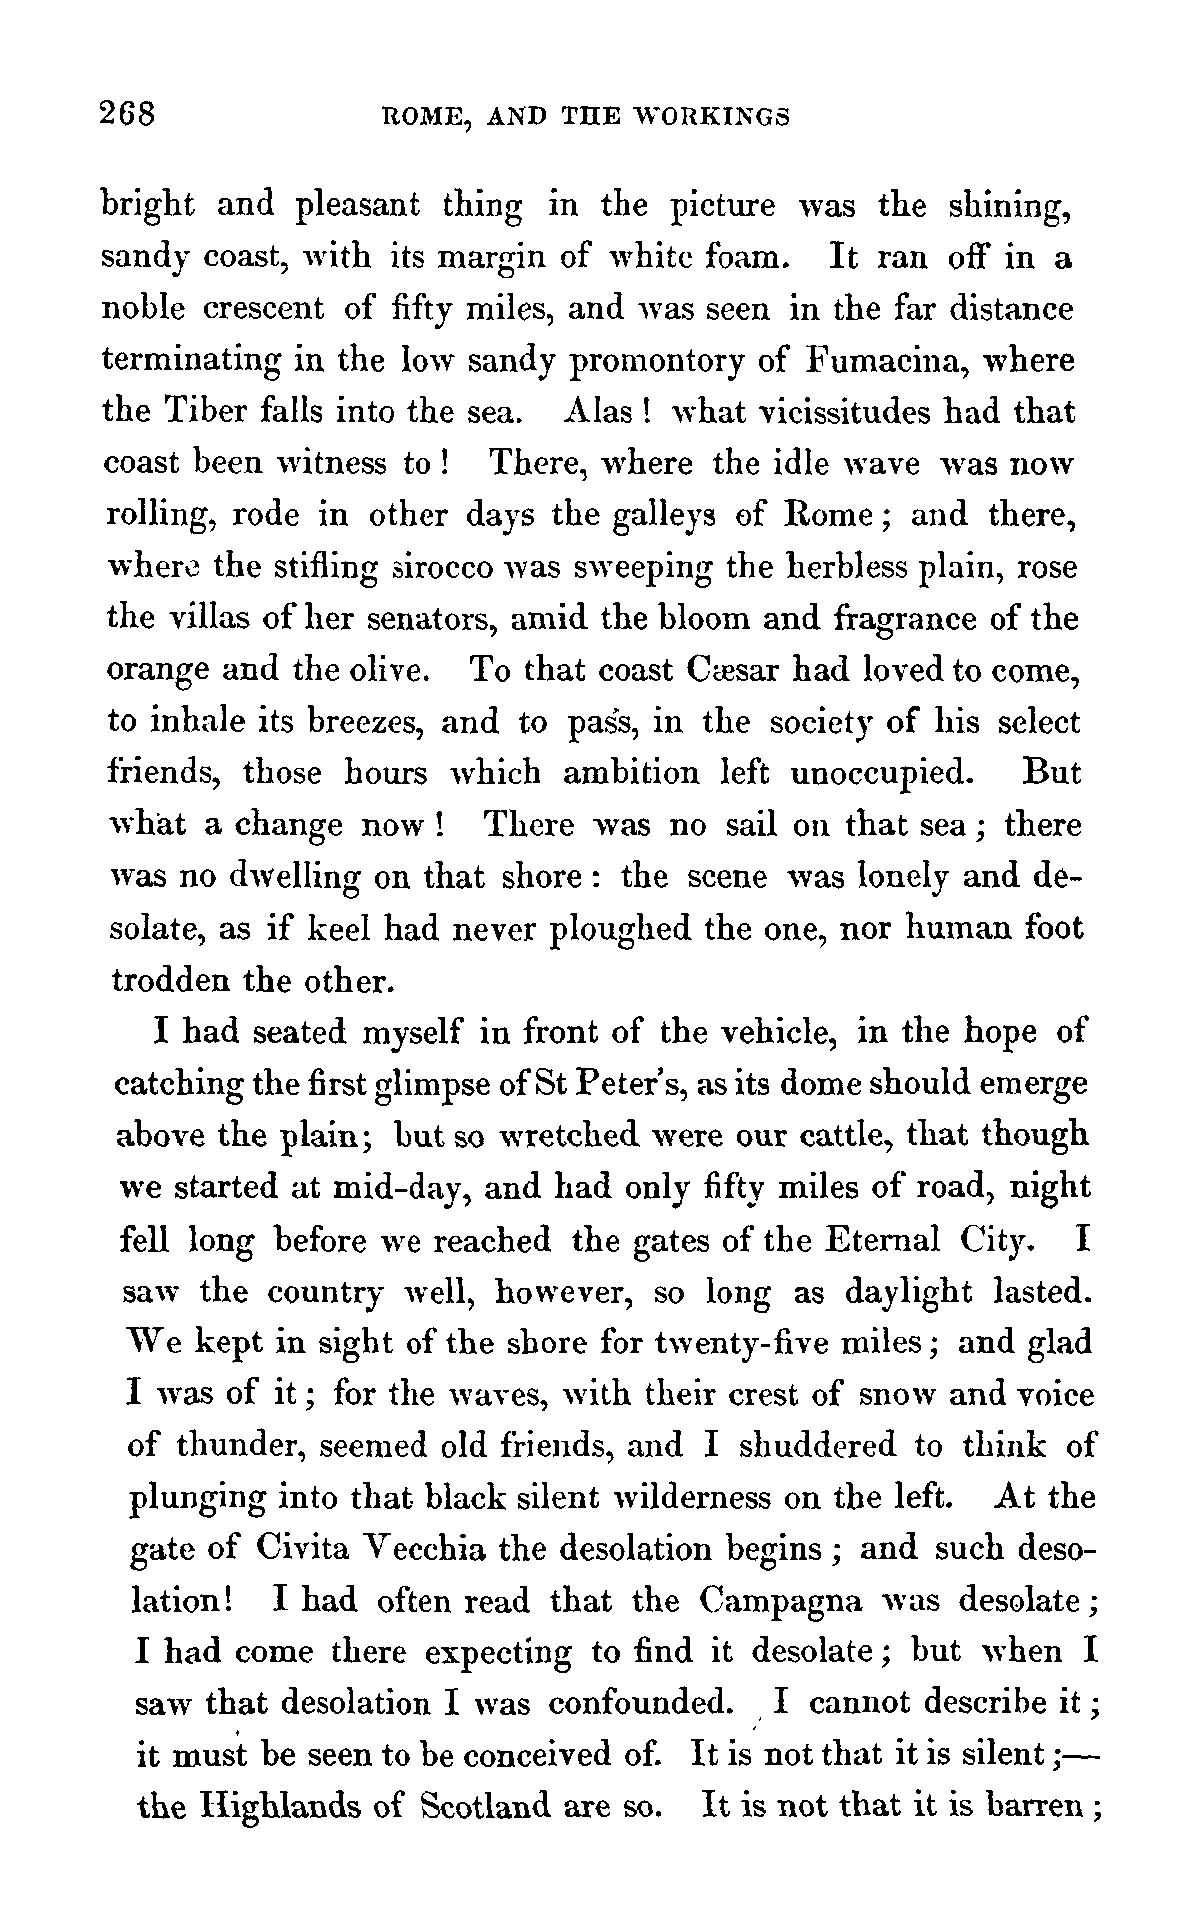 268 ROME, AND THE WORKINGS
bright and pleasant thing in the picture was the shining,
sandy coast, with its margin of white foam. It ran off in a
noble crescent of fifty miles, and was seen in the far distance
terminating in the low sandy promontory of Fumacina, where
the Tiber falls into the sea. Alas! what vicissitudes had that
coast been witness to! There, where the idle wave was now
rolling, rode in other days the galleys of Rome; and there,
where the stifling sirocco was sweeping the herbless plain, rose
the villas of her senators, amid the bloom and fragrance of the
orange and the olive. To that coast Cæsar had loved to come,
to inhale its breezes, and to pass, in the society of his select
friends, those hours which ambition left unoccupied. But
what a change now! There was no sail on that sea; there
was no dwelling on that shore: the scene was lonely and de-
solate, as if keel had never ploughed the one, nor human foot
trodden the other.
I had seated myself in front of the vehicle, in the hope of
catching the first glimpse of St Peter's, as its dome should emerge
above the plain; but so wretched were our cattle, that though
we started at mid-day, and had only fifty miles of road, night
fell long before we reached the gates of the Eternal City. I
saw the country well, however, so long as daylight lasted.
We kept in sight of the shore for twenty-five miles; and glad
I was of it; for the waves, with their crest of snow and voice
of thunder, seemed old friends, and I shuddered to think of
plunging into that black silent wilderness on the left. At the
gate of Civita Vecchia the desolation begins; and such deso-
lation! I had often read that the Campagna was desolate;
I had come there expecting to find it desolate; but when I
saw that desolation I was confounded. I cannot describe it;
it must be seen to be conceived of. It is not that it is silent;—
the Highlands of Scotland are so. It is not that it is barren;